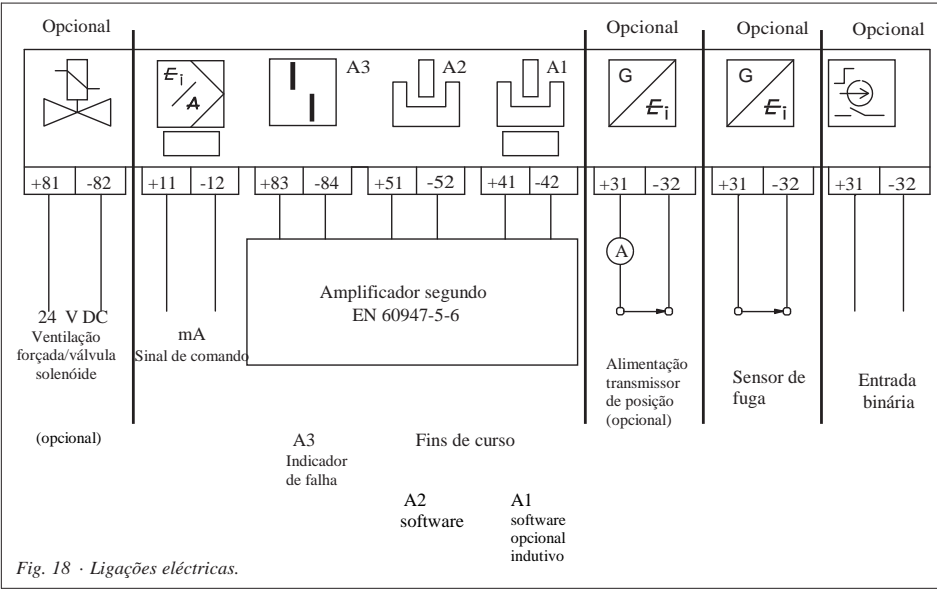 Opcional
Opcional
Opcional
Opcional
E i
A
A3
A2
A1
G
E i
G
E i
+81 -82
+11 -12
+83 -84
+51 -52
+41 -42
+31 -32
+31 -32
+31 -32
A
Amplificador segundo
EN 60947-5-6
24 V DC
Ventilação
forçada/válvula
solenóide
(opcional)
mA
Sinal de comando
Alimentação
transmissor
de posição
(opcional)
Sensor de
fuga
Entrada
binária
A3
Indicador
de falha
Fins de curso
A2
software
A1
software
opcional
indutivo
Fig. 18 · Ligações eléctricas.